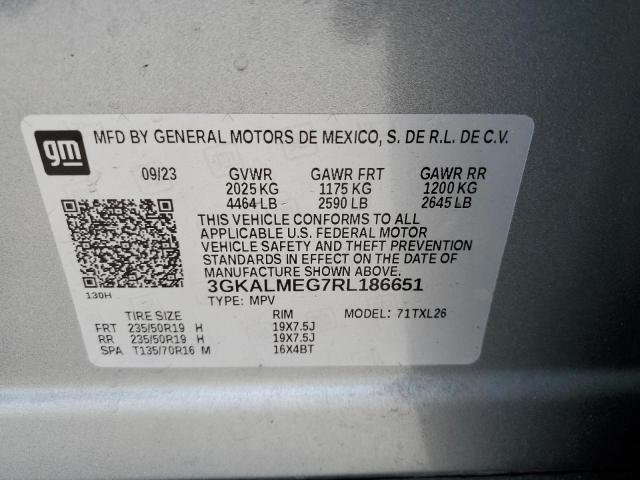 gm
MFD BY GENERAL MOTORS DE MEXICO, S. DE R.L. DE C.V.
09/23 GVWR GAWR FRT GAWR RR
2025 KG 1175 KG 1200 KG
4464 LB 2590 LB 2645 LB
THIS VEHICLE CONFORMS TO ALL
APPLICABLE U.S. FEDERAL MOTOR
VEHICLE SAFETY AND THEFT PREVENTION
STANDARDS IN EFFECT ON THE DATE OF
MANUFACTURE SHOWN ABOVE.
130H 3GKALMEG7RL186651
TYPE: MPV MODEL: 71TXL26
TIRE SIZE RIM
FRT 235/50R19 H 19X7.5J
RR 235/50R19 H 19X7.5J
SPA T135/70R16 M 16X4BT